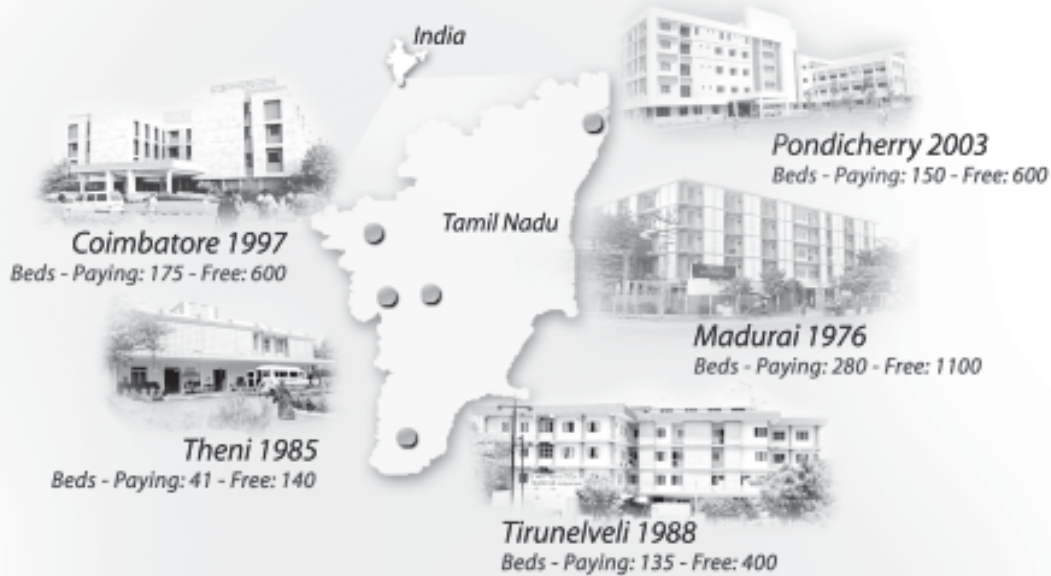 India
Pondicherry 2003
Beds - Paying: 150 - Free: 600
Tamil Nadu
Coimbatore 1997
Beds - Paying: 175 - Free: 600
Madurai 1976
Beds - Paying: 280 - Free: 1100
Theni 1985
Beds - Paying: 41 - Free: 140
Tirunelveli 1988
Beds - Paying: 135 - Free: 400